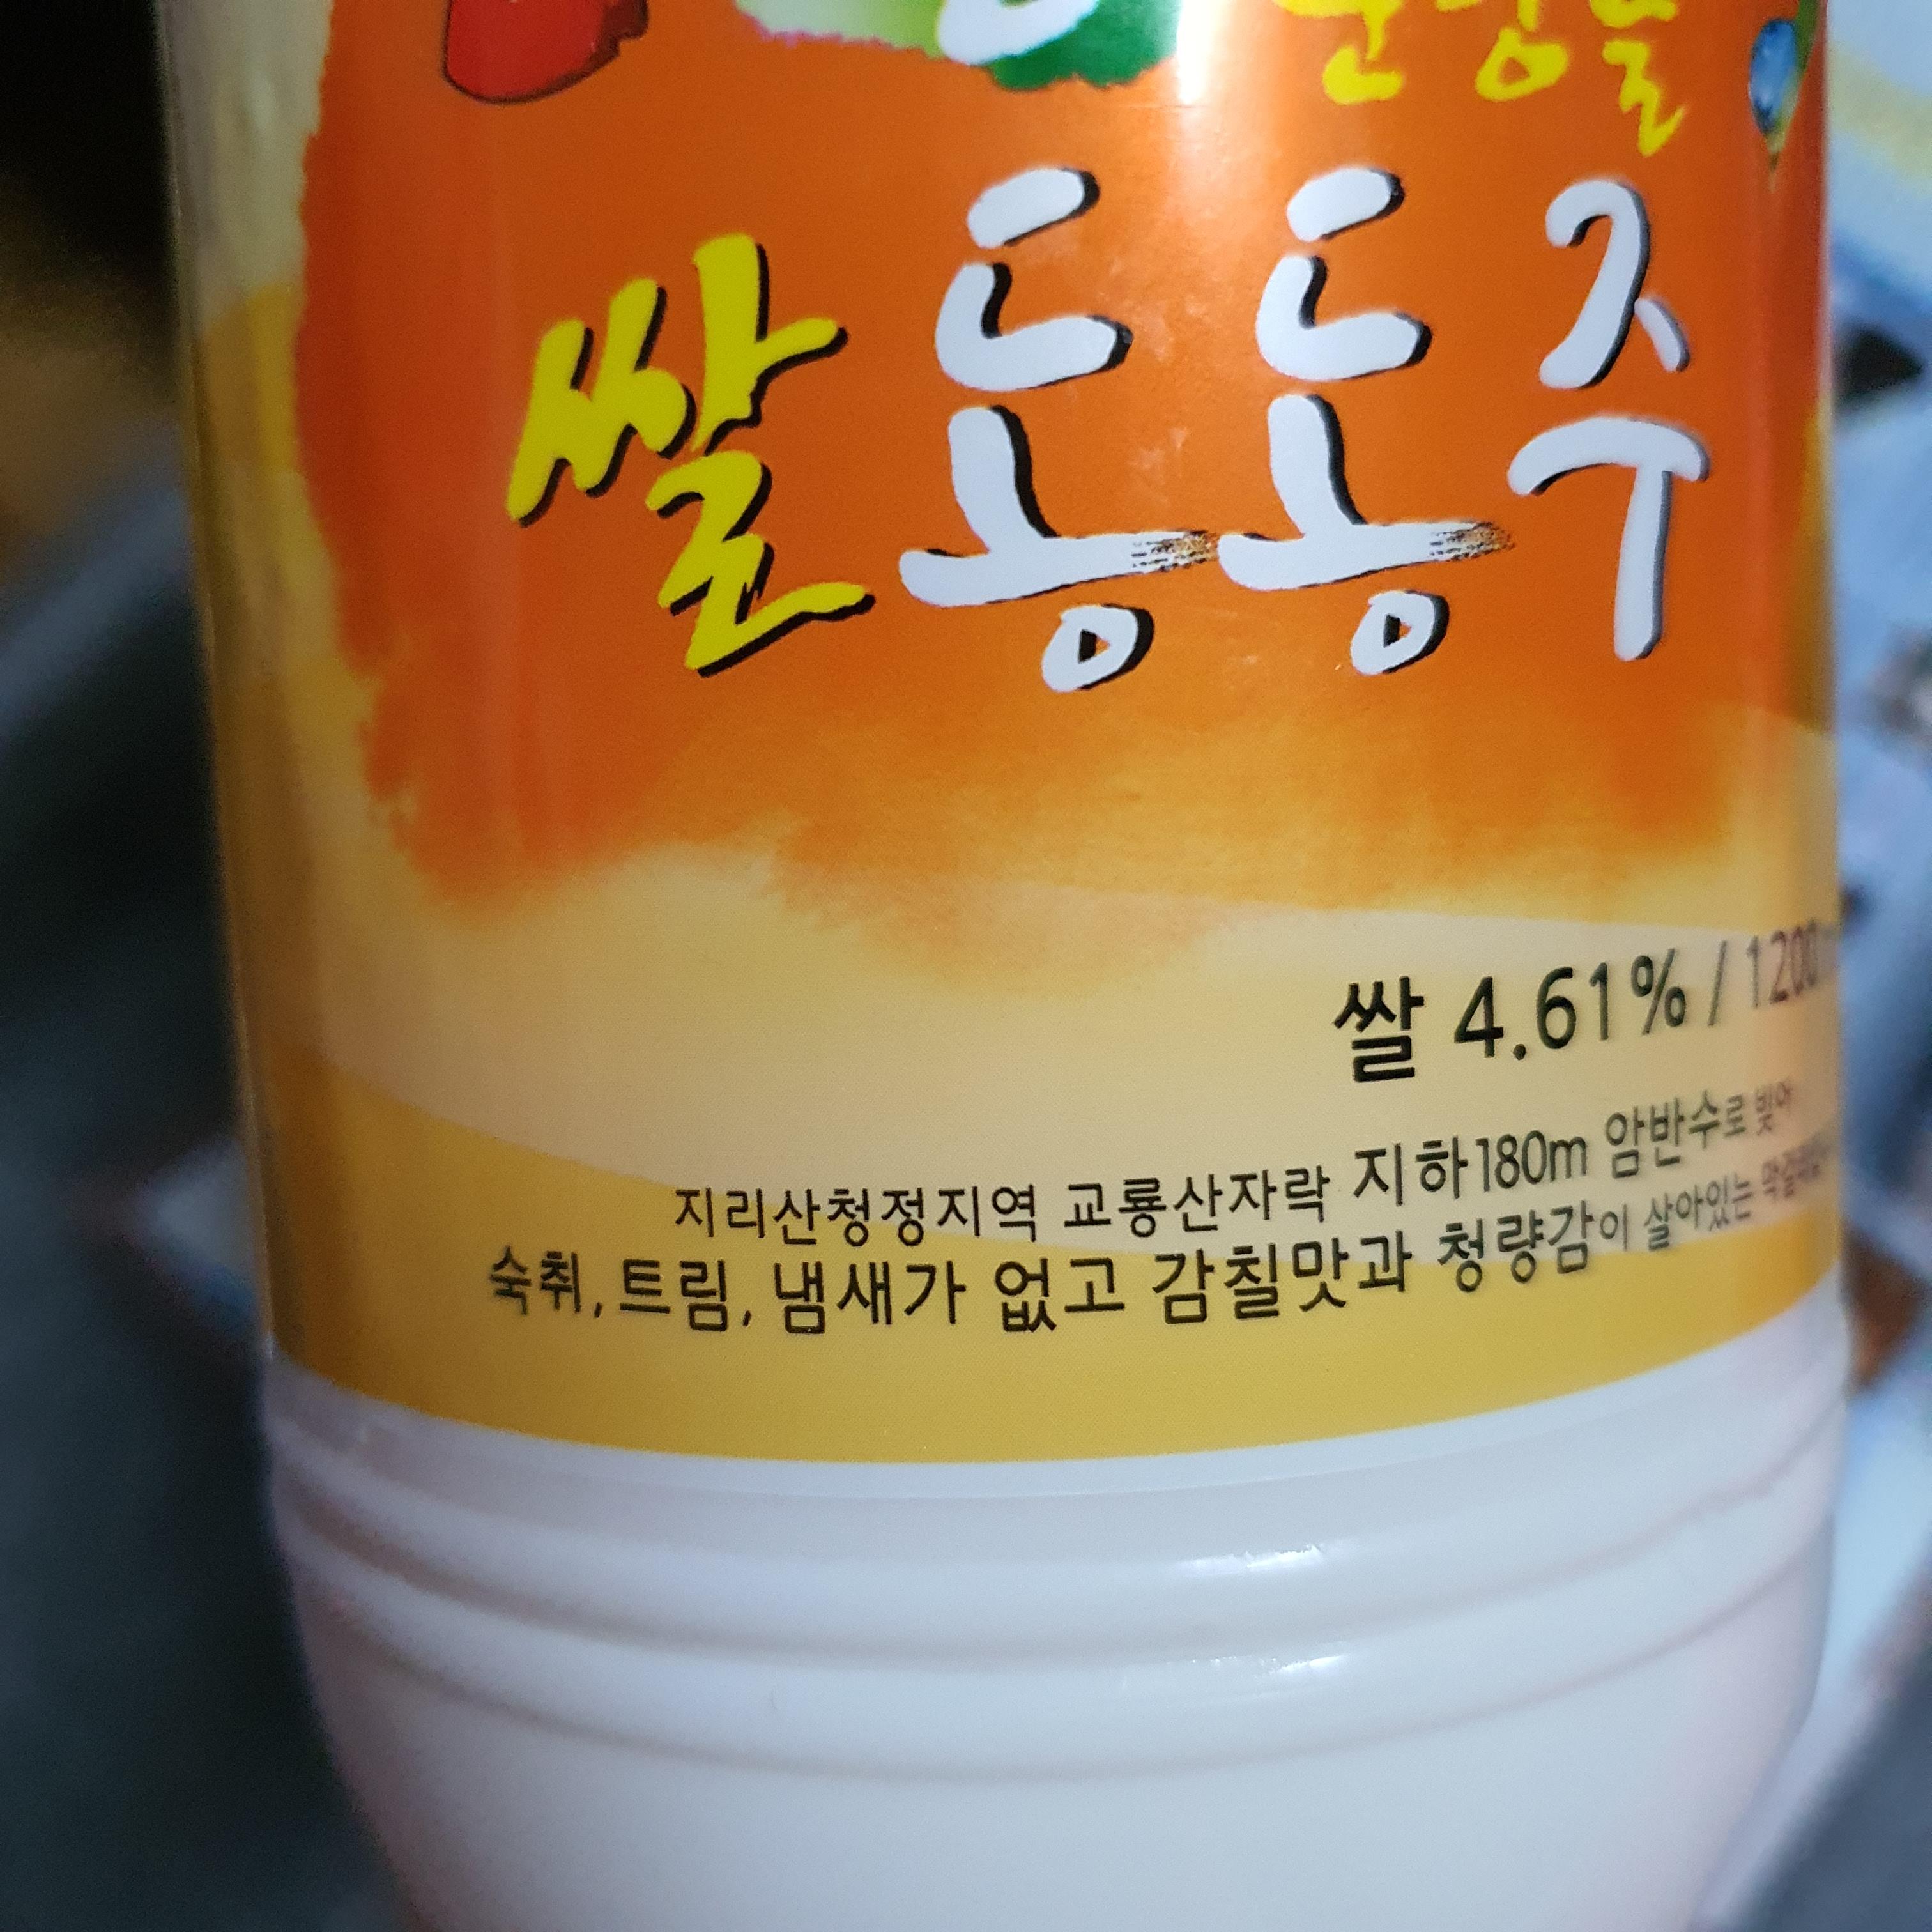 쌀동동주
쌀 4.61% / 1200
지리산청정지역 교룡산자락 지하180m 암반수로 빚어
숙취, 트림, 냄새가 없고 감칠맛과 청량감이 살아있는